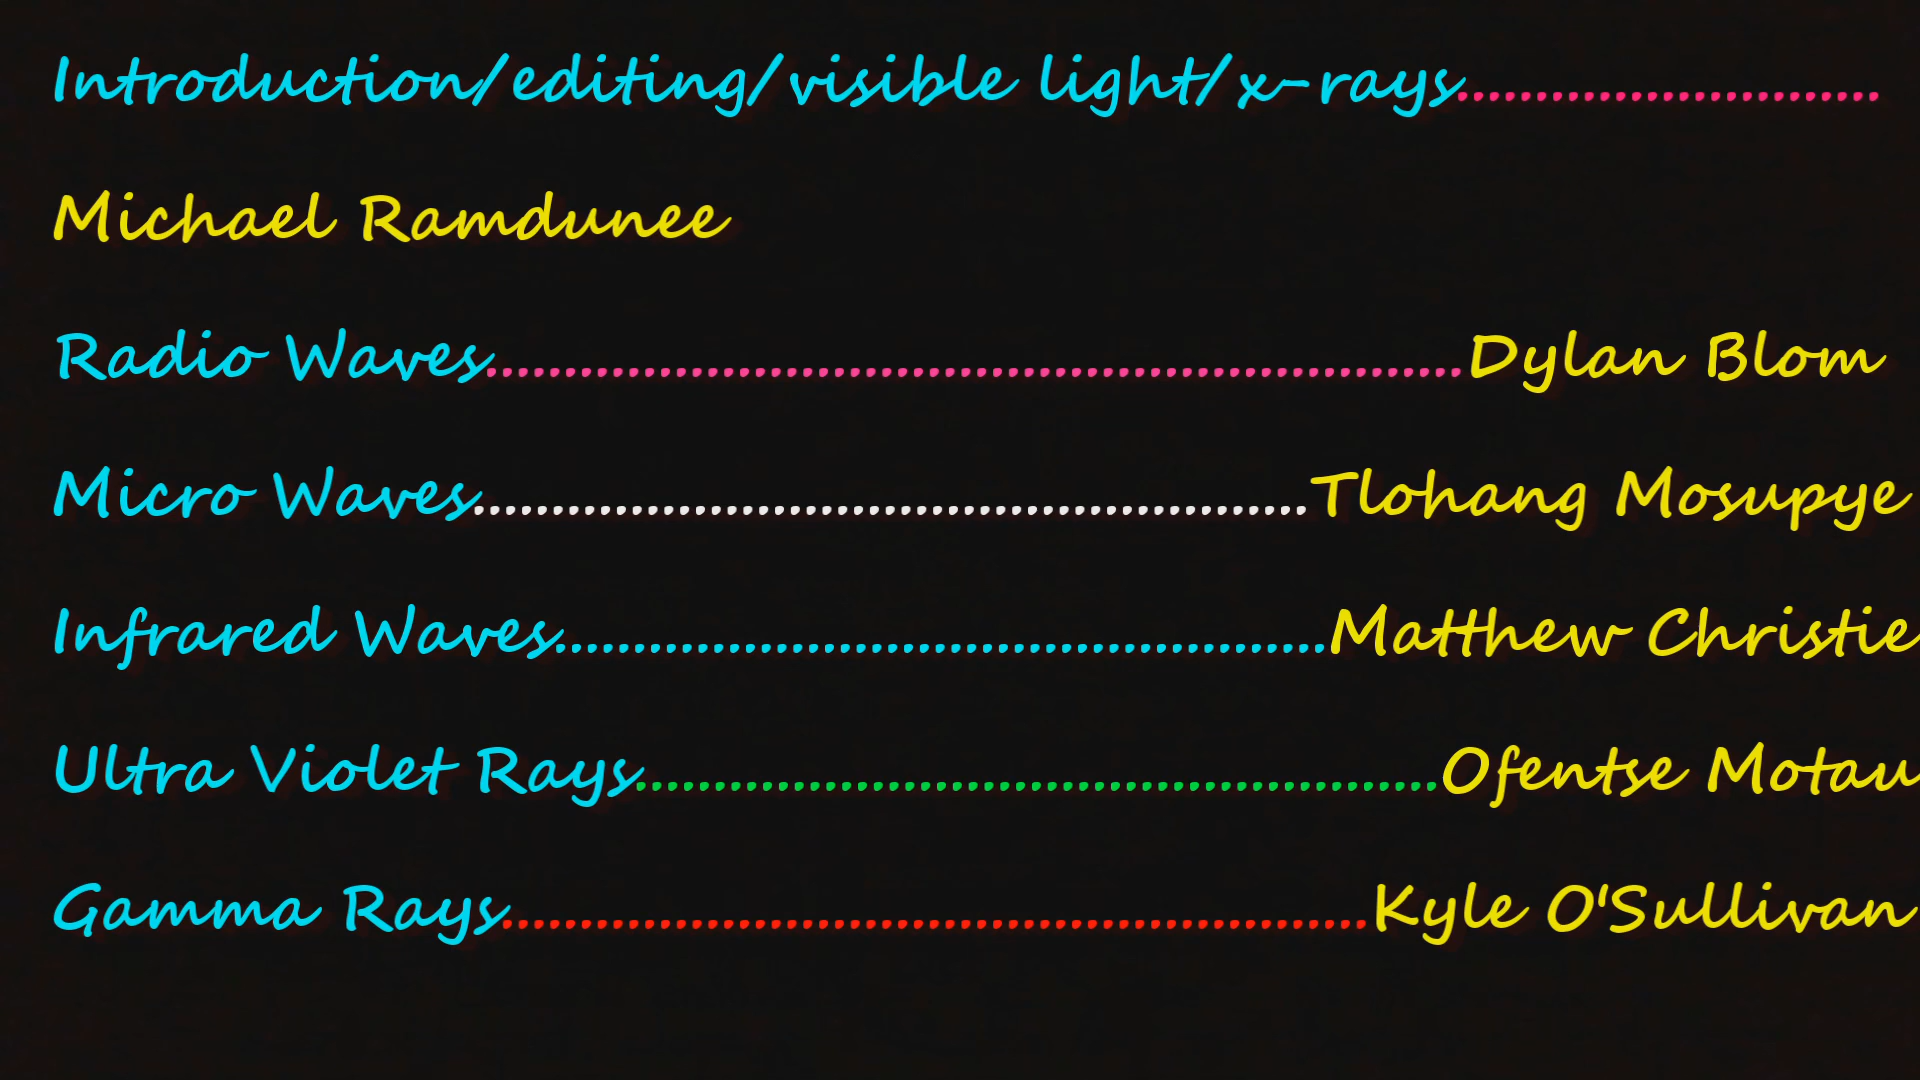 Introduction/editing/visible light/x-rays...........................
Michael Ramdunee
Radio Waves..............................................................Dylan Blom
Micro Waves.....................................................Tlohang Mosupye
Infrared Waves.................................................Matthew Christie
Ultra Violet Rays...................................................Ofentse Motau
Gamma Rays.......................................................Kyle O'Sullivan